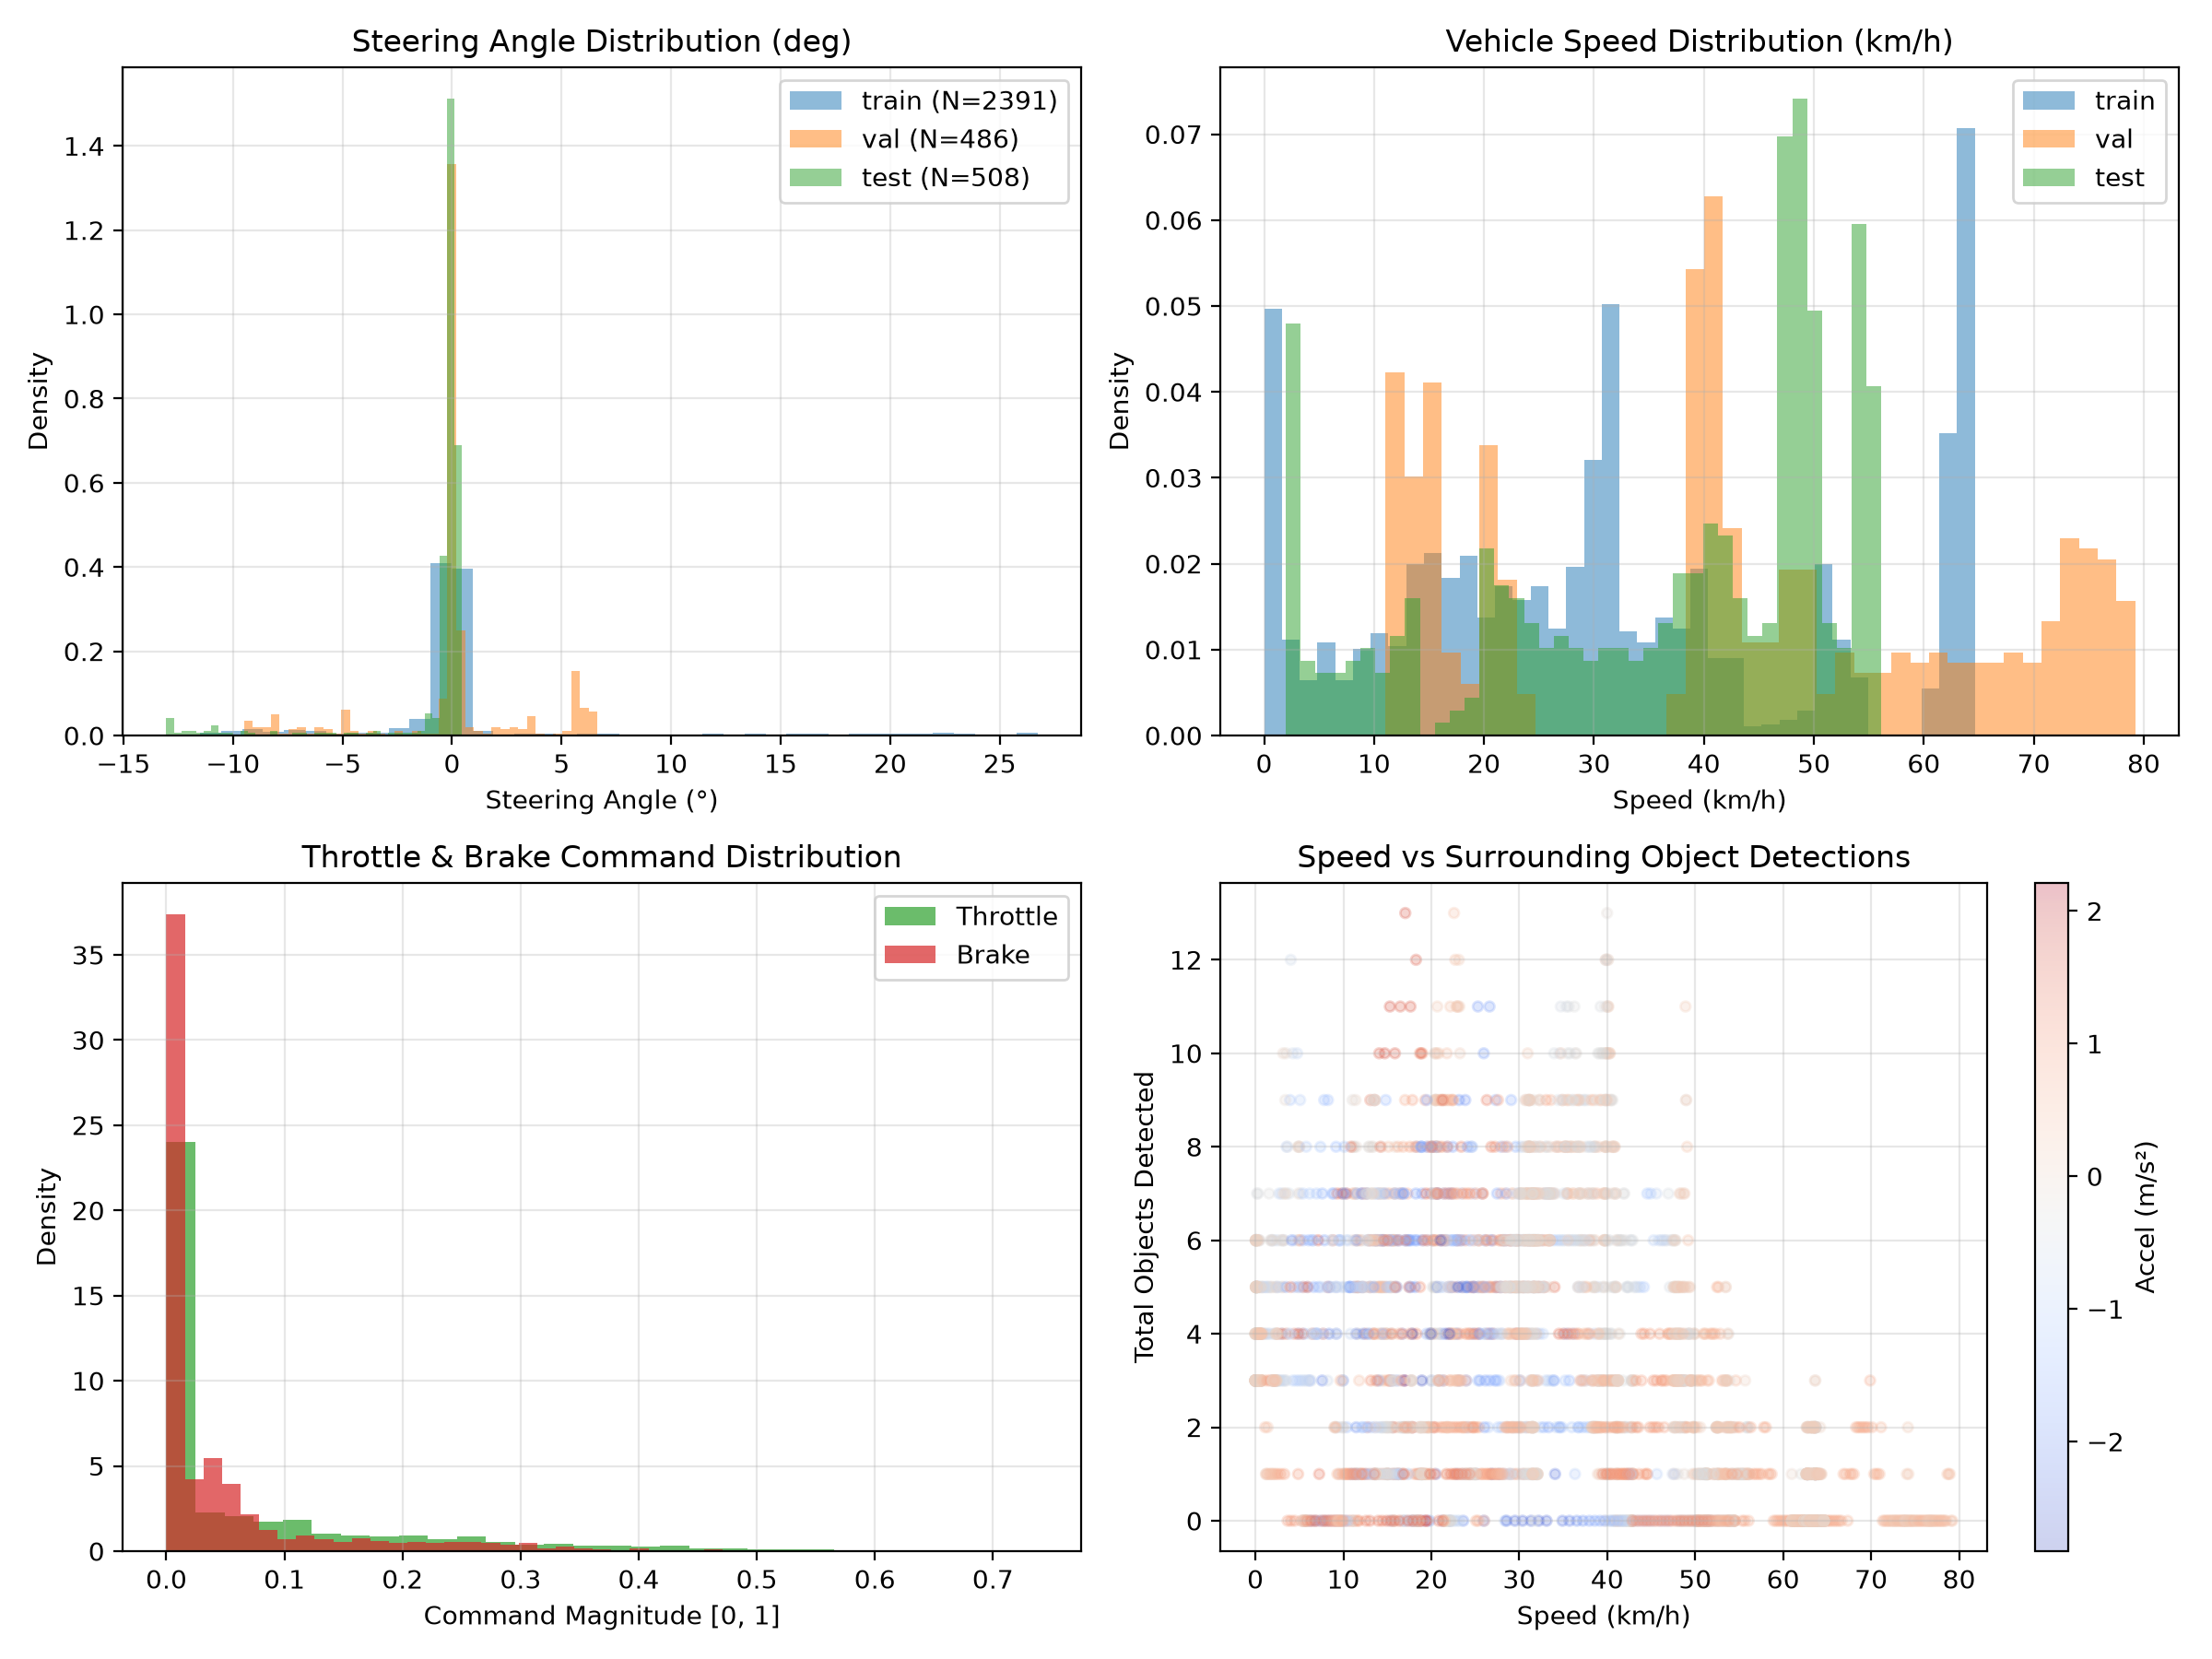 Steering Angle Distribution (deg)
Density
1.4
1.2
1.0
0.8
0.6
0.4
0.2
0.0
−15 −10 −5 0 5 10 15 20 25
Steering Angle (°)
train (N=2391)
val (N=486)
test (N=508)
Vehicle Speed Distribution (km/h)
Density
0.07
0.06
0.05
0.04
0.03
0.02
0.01
0.00
0 10 20 30 40 50 60 70 80
Speed (km/h)
train
val
test
Throttle & Brake Command Distribution
Density
35
30
25
20
15
10
5
0
0.0 0.1 0.2 0.3 0.4 0.5 0.6 0.7
Command Magnitude [0, 1]
Throttle
Brake
Speed vs Surrounding Object Detections
Total Objects Detected
12
10
8
6
4
2
0
0 10 20 30 40 50 60 70 80
Speed (km/h)
2
1
0
−1
−2
Accel (m/s²)